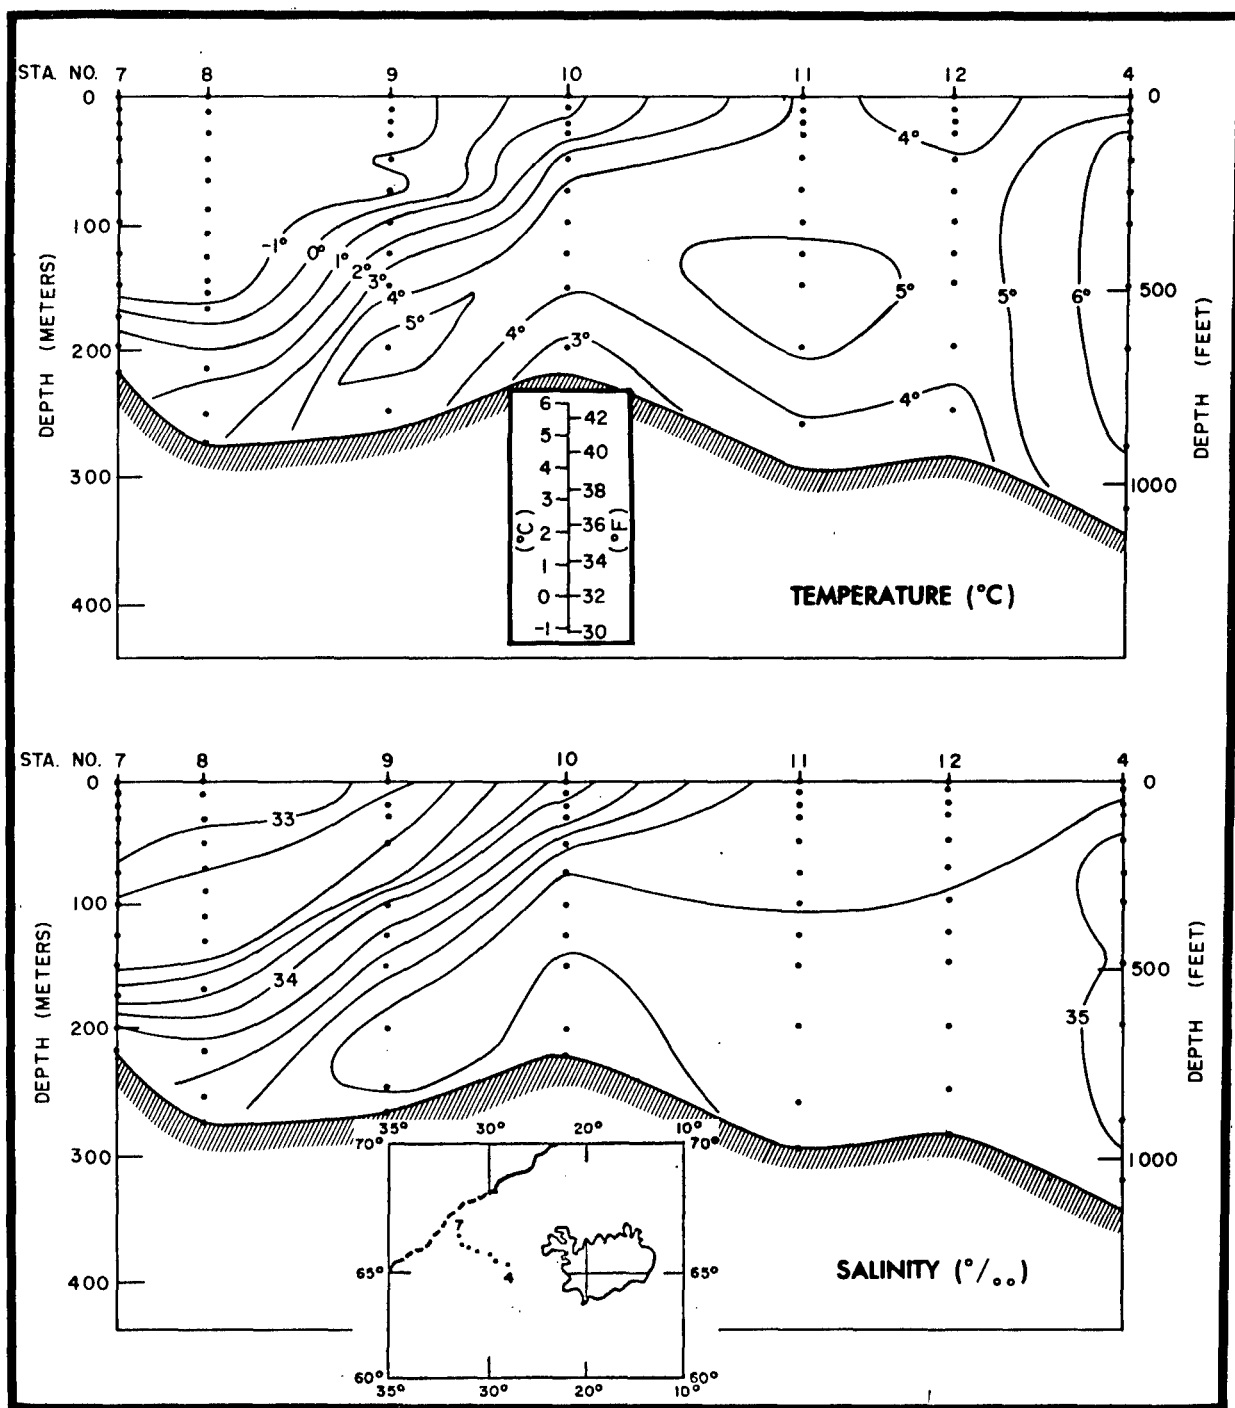 STA. NO. 7 8 9 10 11 12 4
0 0
4°
100
-1° 0° 1° 2° 3° 4° 5° 4° 3° 5° 4° 5° 6°
500
DEPTH (METERS)
DEPTH (FEET)
200
300
1000
400
6 42
5 40
4 38
3 36
2 34
1 32
0 30
-1
(°C) (°F)
TEMPERATURE (°C)
STA. NO. 7 8 9 10 11 12 4
0 0
33
100
34
500
35
DEPTH (METERS)
DEPTH (FEET)
200
300
1000
400
35° 30° 20° 10°
70° 70°
7
4
65° 65°
60° 60°
35° 30° 20° 10°
SALINITY (°/₀₀)